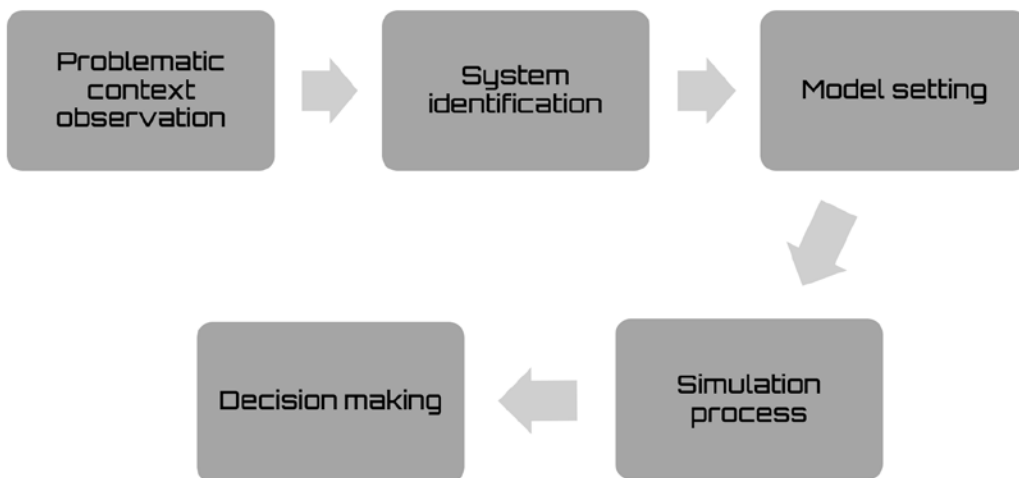 Problematic
context
observation
System
identification
Model setting
Simulation
process
Decision making